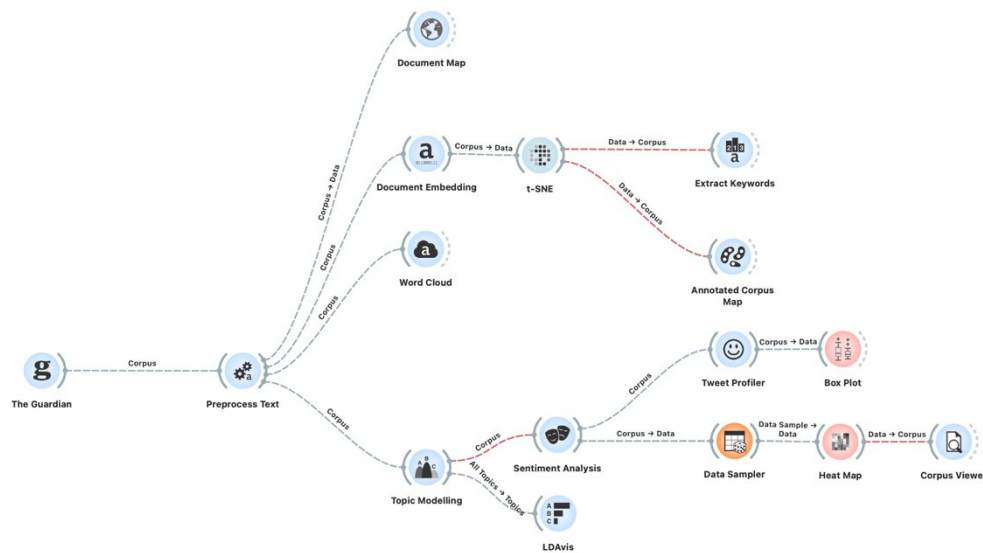 Document Map
Corpus → Data
a
Document Embedding
Corpus → Data
t-SNE
Data → Corpus
213
a
Extract Keywords
Corpus
Data → Corpus
a
Word Cloud
Annotated Corpus
Map
Corpus
g
The Guardian
Corpus
a
Preprocess Text
Corpus
Tweet Profiler
Corpus → Data
Box Plot
Corpus
A B C
Topic Modelling
Corpus
Sentiment Analysis
Corpus → Data
Data Sampler
Data Sample →
Data
Heat Map
Data → Corpus
Corpus Viewe
All Topics → Topics
A
B
C
LDAvis